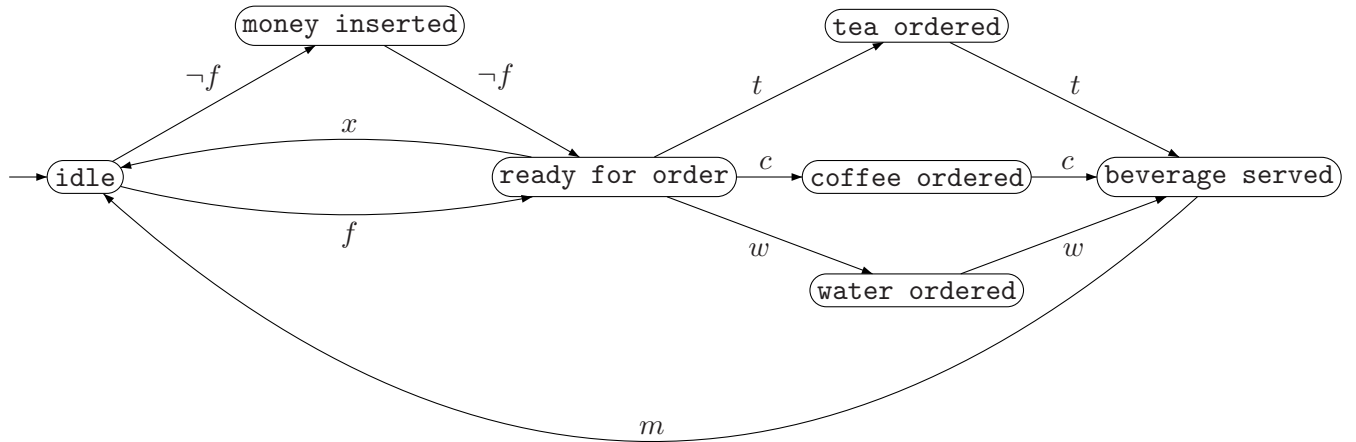 money inserted
tea ordered
¬f
¬f
t
t
x
idle
ready for order
c
coffee ordered
c
beverage served
f
w
w
water ordered
m